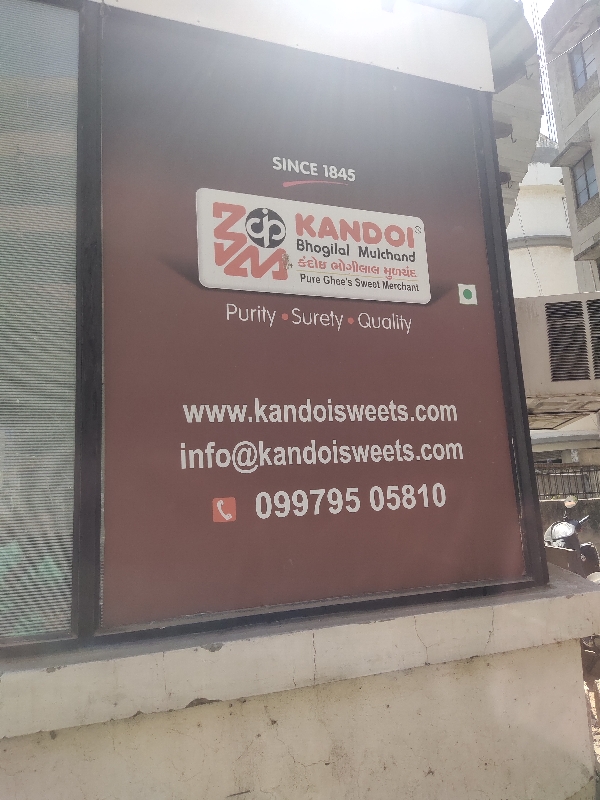 SINCE 1845
KANDOI®
Bhogilal Mulchand
કંદોઇ ભોગીલાલ મુળચંદ
Pure Ghee's Sweet Merchant
Purity • Surety • Quality
www.kandoisweets.com
info@kandoisweets.com
099795 05810